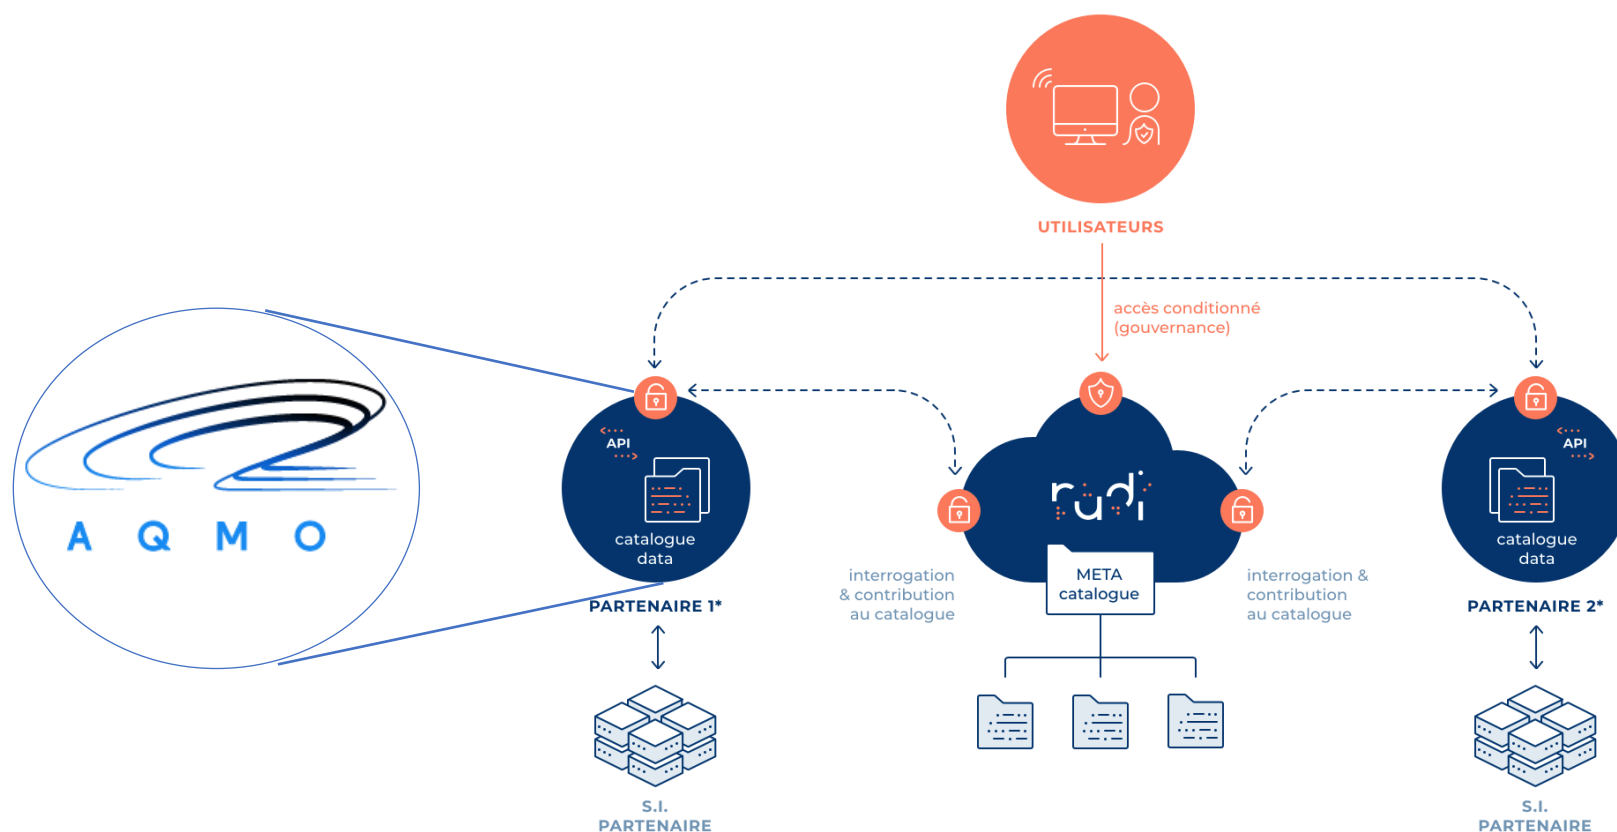 UTILISATEURS
accès conditionné
(gouvernance)
A Q M O
API
catalogue
data
PARTENAIRE 1*
S.I.
PARTENAIRE
interrogation
& contribution
au catalogue
rudi
META
catalogue
interrogation &
contribution
au catalogue
API
catalogue
data
PARTENAIRE 2*
S.I.
PARTENAIRE